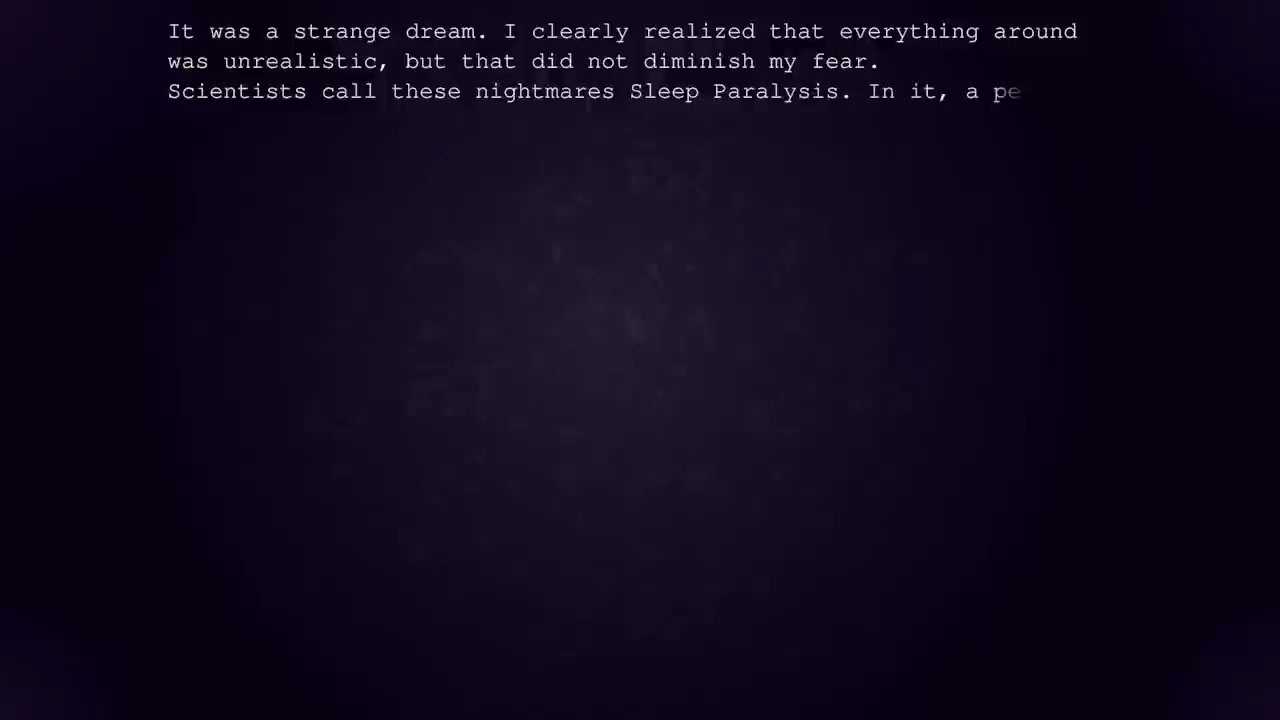 It was a strange dream. I clearly realized that everything around
was unrealistic, but that did not diminish my fear.
Scientists call these nightmares Sleep Paralysis. In it, a pe